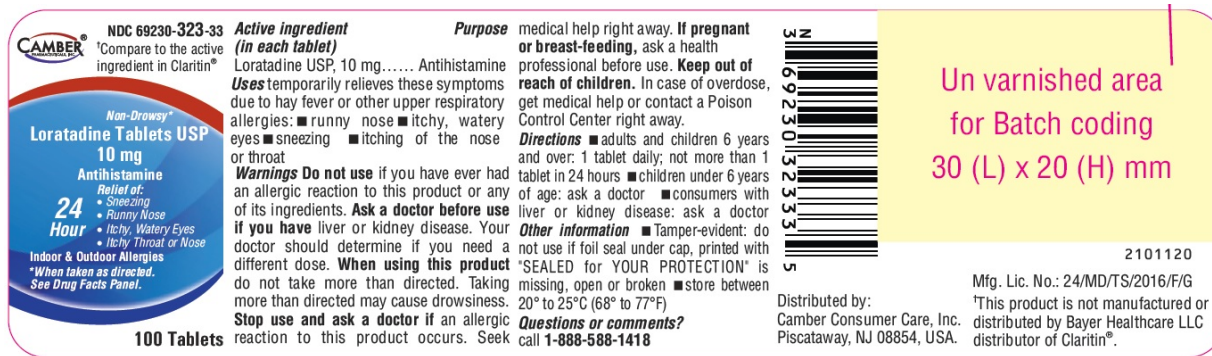 NDC 69230-323-33
CAMBER®
PHARMACEUTICALS, INC.
†Compare to the active
ingredient in Claritin®
Non-Drowsy*
Loratadine Tablets USP
10 mg
Antihistamine
Relief of:
24
Hour
• Sneezing
• Runny Nose
• Itchy, Watery Eyes
• Itchy Throat or Nose
Indoor & Outdoor Allergies
*When taken as directed.
See Drug Facts Panel.
100 Tablets
Active ingredient Purpose
(in each tablet)
Loratadine USP, 10 mg...... Antihistamine
Uses temporarily relieves these symptoms
due to hay fever or other upper respiratory
allergies: ■ runny nose ■ itchy, watery
eyes ■ sneezing ■ itching of the nose
or throat
Warnings Do not use if you have ever had
an allergic reaction to this product or any
of its ingredients. Ask a doctor before use
if you have liver or kidney disease. Your
doctor should determine if you need a
different dose. When using this product
do not take more than directed. Taking
more than directed may cause drowsiness.
Stop use and ask a doctor if an allergic
reaction to this product occurs. Seek
medical help right away. If pregnant
or breast-feeding, ask a health
professional before use. Keep out of
reach of children. In case of overdose,
get medical help or contact a Poison
Control Center right away.
Directions ■ adults and children 6 years
and over: 1 tablet daily; not more than 1
tablet in 24 hours ■ children under 6 years
of age: ask a doctor ■ consumers with
liver or kidney disease: ask a doctor
Other information ■ Tamper-evident: do
not use if foil seal under cap, printed with
"SEALED for YOUR PROTECTION" is
missing, open or broken ■ store between
20° to 25°C (68° to 77°F)
Questions or comments?
call 1-888-588-1418
N
3 69230 32333 5
Distributed by:
Camber Consumer Care, Inc.
Piscataway, NJ 08854, USA.
Un varnished area
for Batch coding
30 (L) x 20 (H) mm
2101120
Mfg. Lic. No.: 24/MD/TS/2016/F/G
†This product is not manufactured or
distributed by Bayer Healthcare LLC
distributor of Claritin®.